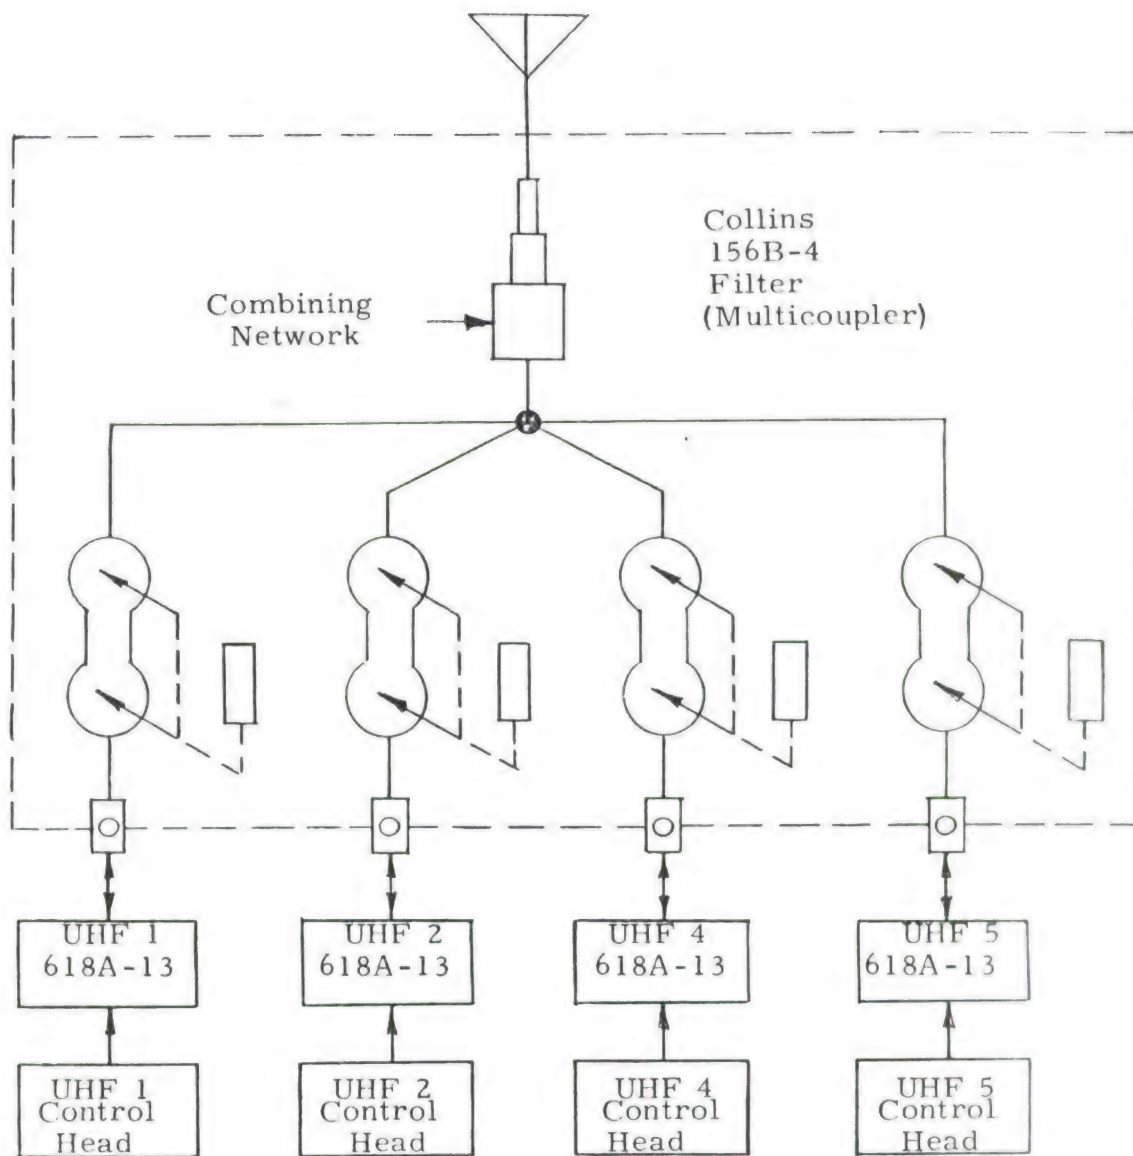 Collins
156B-4
Filter
(Multicoupler)
Combining
Network
UHF 1
618A-13
UHF 2
618A-13
UHF 4
618A-13
UHF 5
618A-13
UHF 1
Control
Head
UHF 2
Control
Head
UHF 4
Control
Head
UHF 5
Control
Head